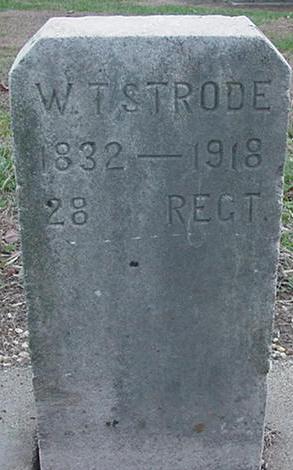 W. T STRODE
1832 — 1918
28 REGT.